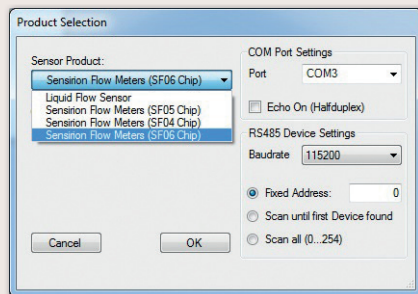 Product Selection
Sensor Product:
Sensirion Flow Meters (SF06 Chip)
Liquid Flow Sensor
Sensirion Flow Meters (SF05 Chip)
Sensirion Flow Meters (SF04 Chip)
Sensirion Flow Meters (SF06 Chip)
Cancel
OK
COM Port Settings
Port
COM3
Echo On (Halfduplex)
RS485 Device Settings
Baudrate
115200
Fixed Address:
0
Scan until first Device found
Scan all (0...254)